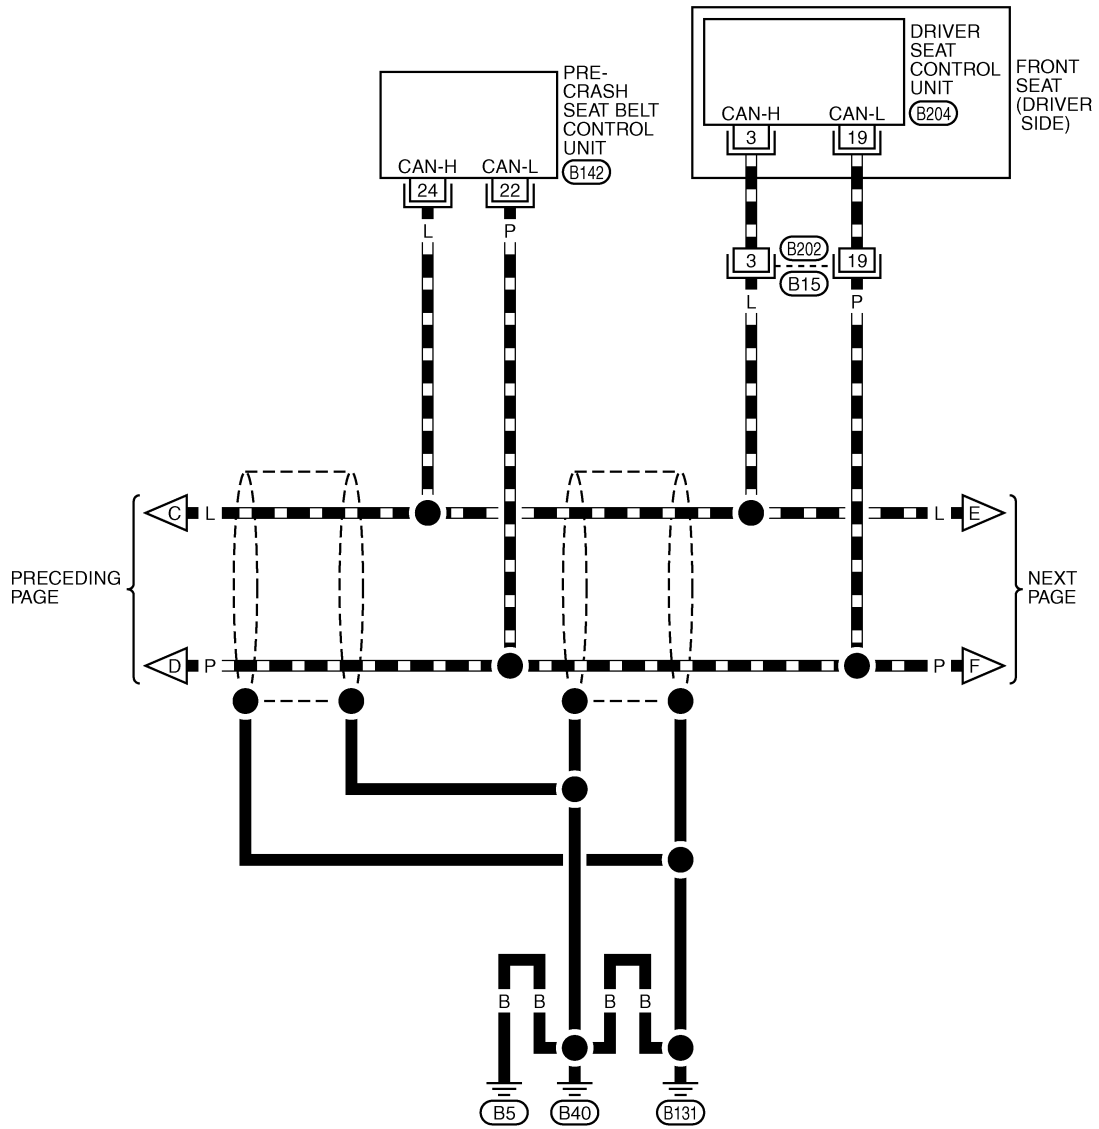 DRIVER
SEAT
CONTROL
UNIT
B204
FRONT
SEAT
(DRIVER
SIDE)
PRE-
CRASH
SEAT BELT
CONTROL
UNIT
B142
CAN-H
CAN-L
3
19
CAN-H
CAN-L
24
22
L
P
B202
3
19
B15
L
P
C
L
L
E
PRECEDING
PAGE
NEXT
PAGE
D
P
P
F
B
B
B
B
B5
B40
B131